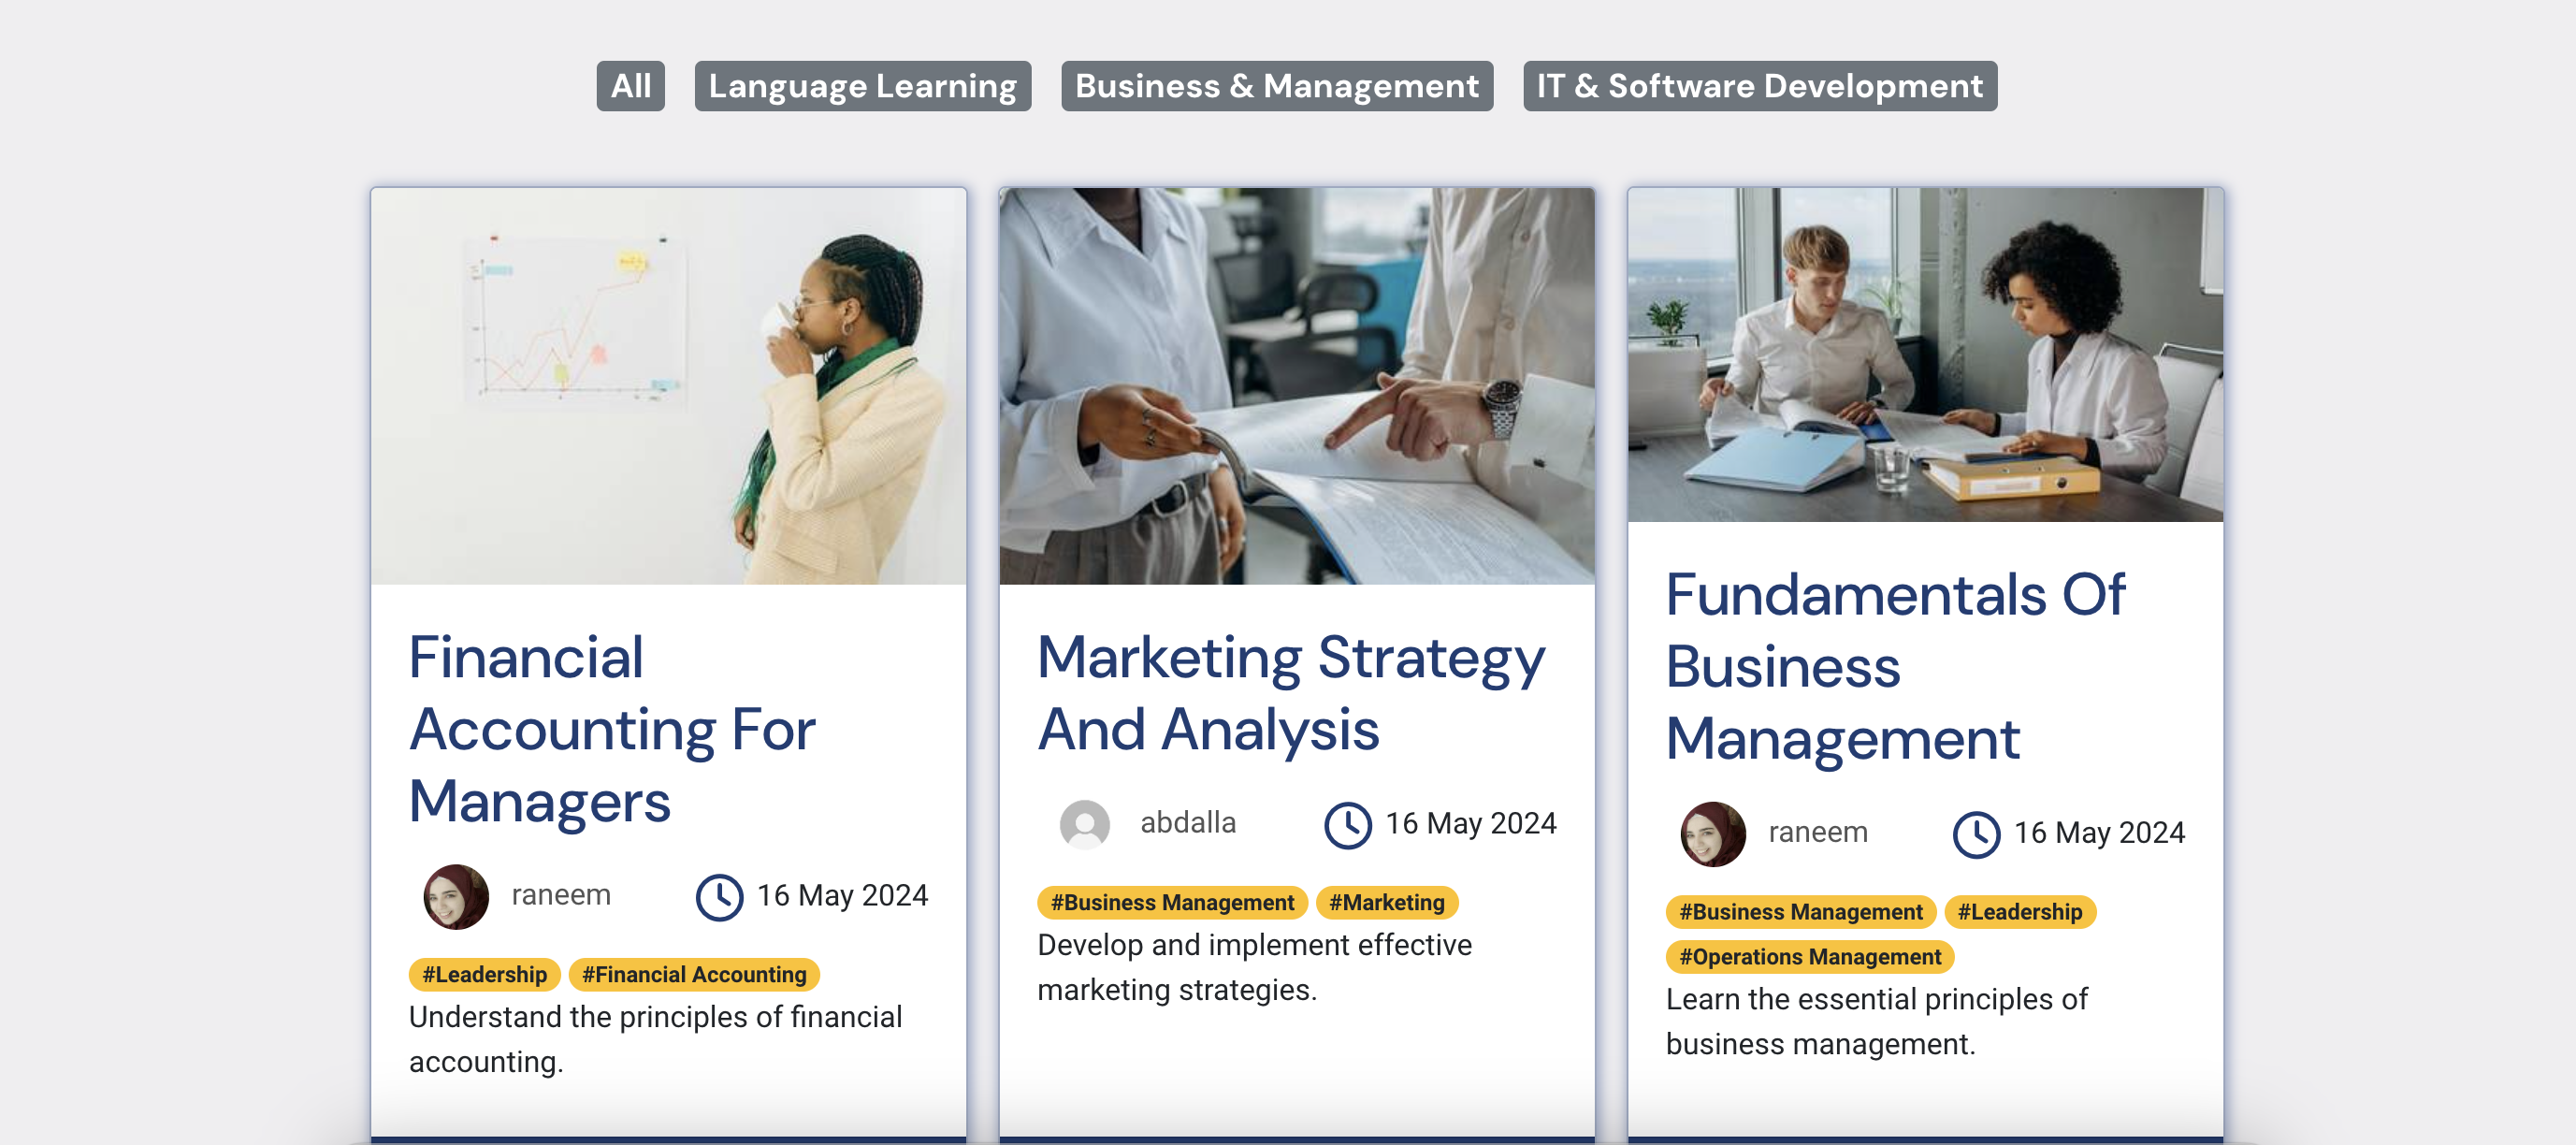 All
Language Learning
Business & Management
IT & Software Development
Financial
Accounting For
Managers
raneem
16 May 2024
#Leadership #Financial Accounting
Understand the principles of financial
accounting.
Marketing Strategy
And Analysis
abdalla
16 May 2024
#Business Management #Marketing
Develop and implement effective
marketing strategies.
Fundamentals Of
Business
Management
raneem
16 May 2024
#Business Management #Leadership
#Operations Management
Learn the essential principles of
business management.